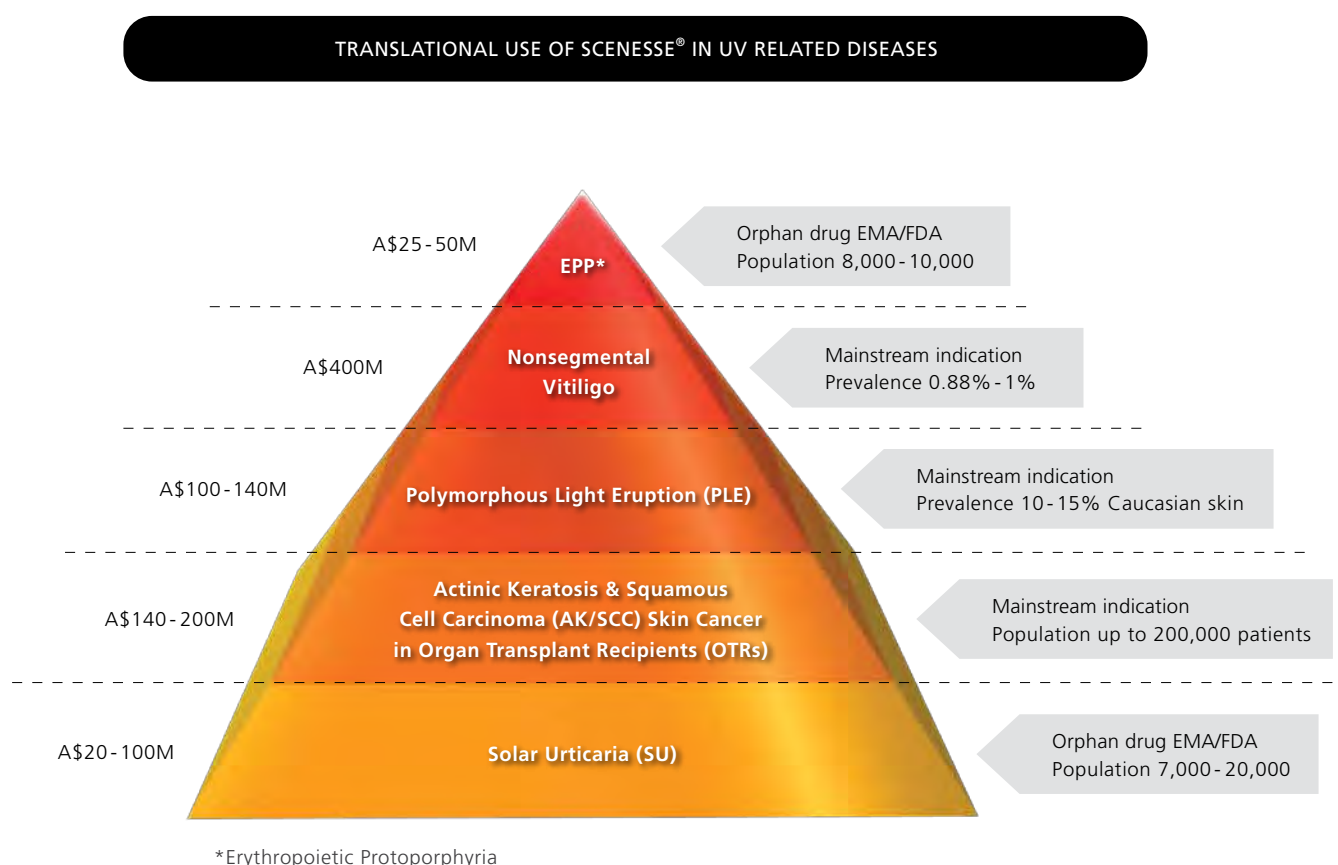 TRANSLATIONAL USE OF SCENESSE® IN UV RELATED DISEASES
A$25-50M
EPP*
Orphan drug EMA/FDA
Population 8,000-10,000
A$400M
Nonsegmental
Vitiligo
Mainstream indication
Prevalence 0.88%-1%
A$100-140M
Polymorphous Light Eruption (PLE)
Mainstream indication
Prevalence 10-15% Caucasian skin
A$140-200M
Actinic Keratosis & Squamous
Cell Carcinoma (AK/SCC) Skin Cancer
in Organ Transplant Recipients (OTRs)
Mainstream indication
Population up to 200,000 patients
A$20-100M
Solar Urticaria (SU)
Orphan drug EMA/FDA
Population 7,000-20,000
*Erythropoietic Protoporphyria